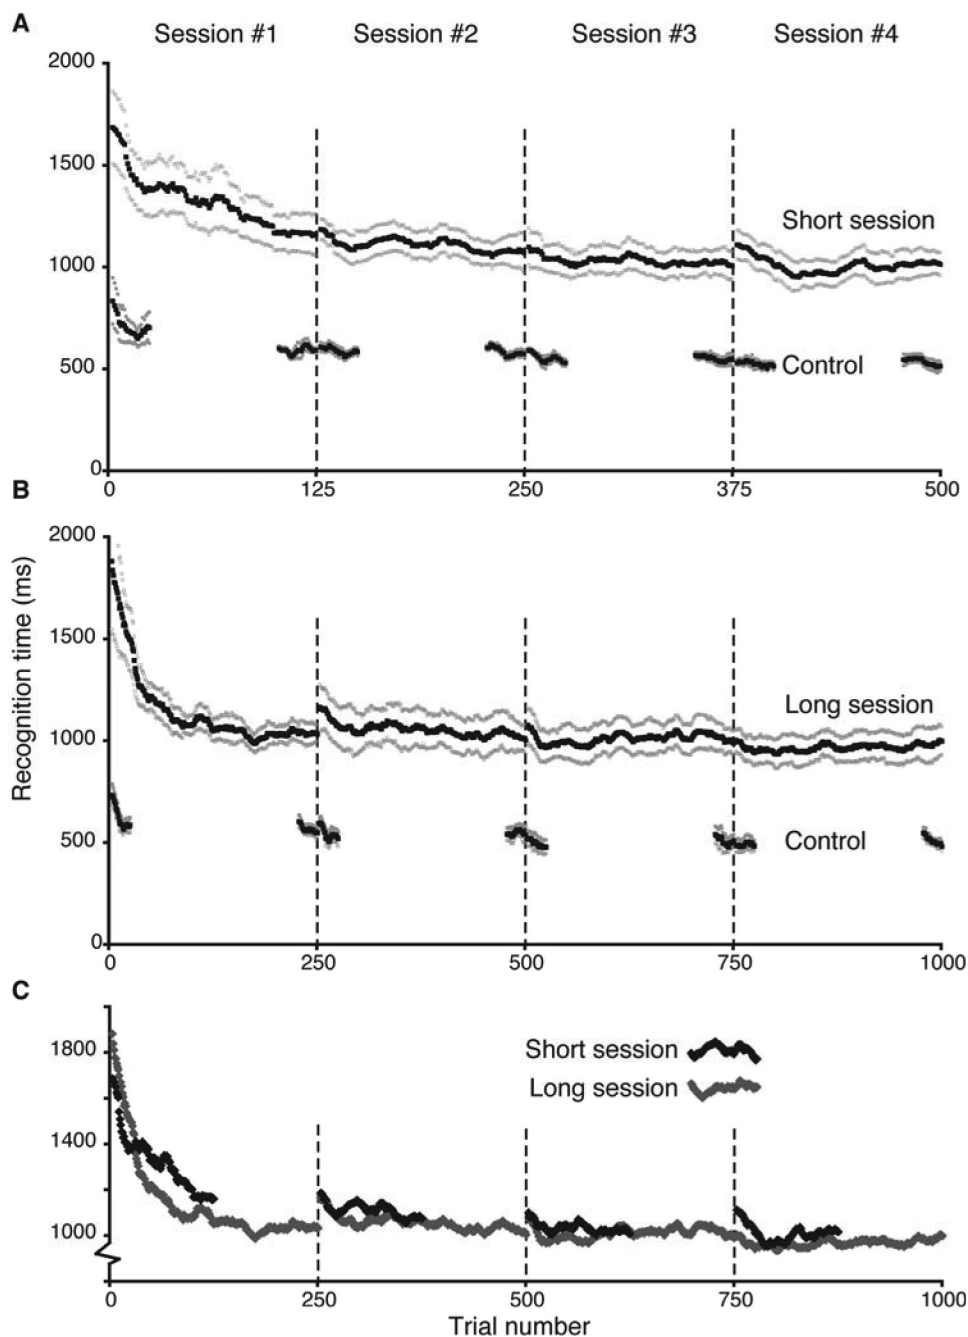 A
Session #1 Session #2 Session #3 Session #4
2000
1500
1000
500
0
Short session
Control
0 125 250 375 500
B
Recognition time (ms)
2000
1500
1000
500
0
Long session
Control
0 250 500 750 1000
C
1800
1400
1000
Short session
Long session
0 250 500 750 1000
Trial number